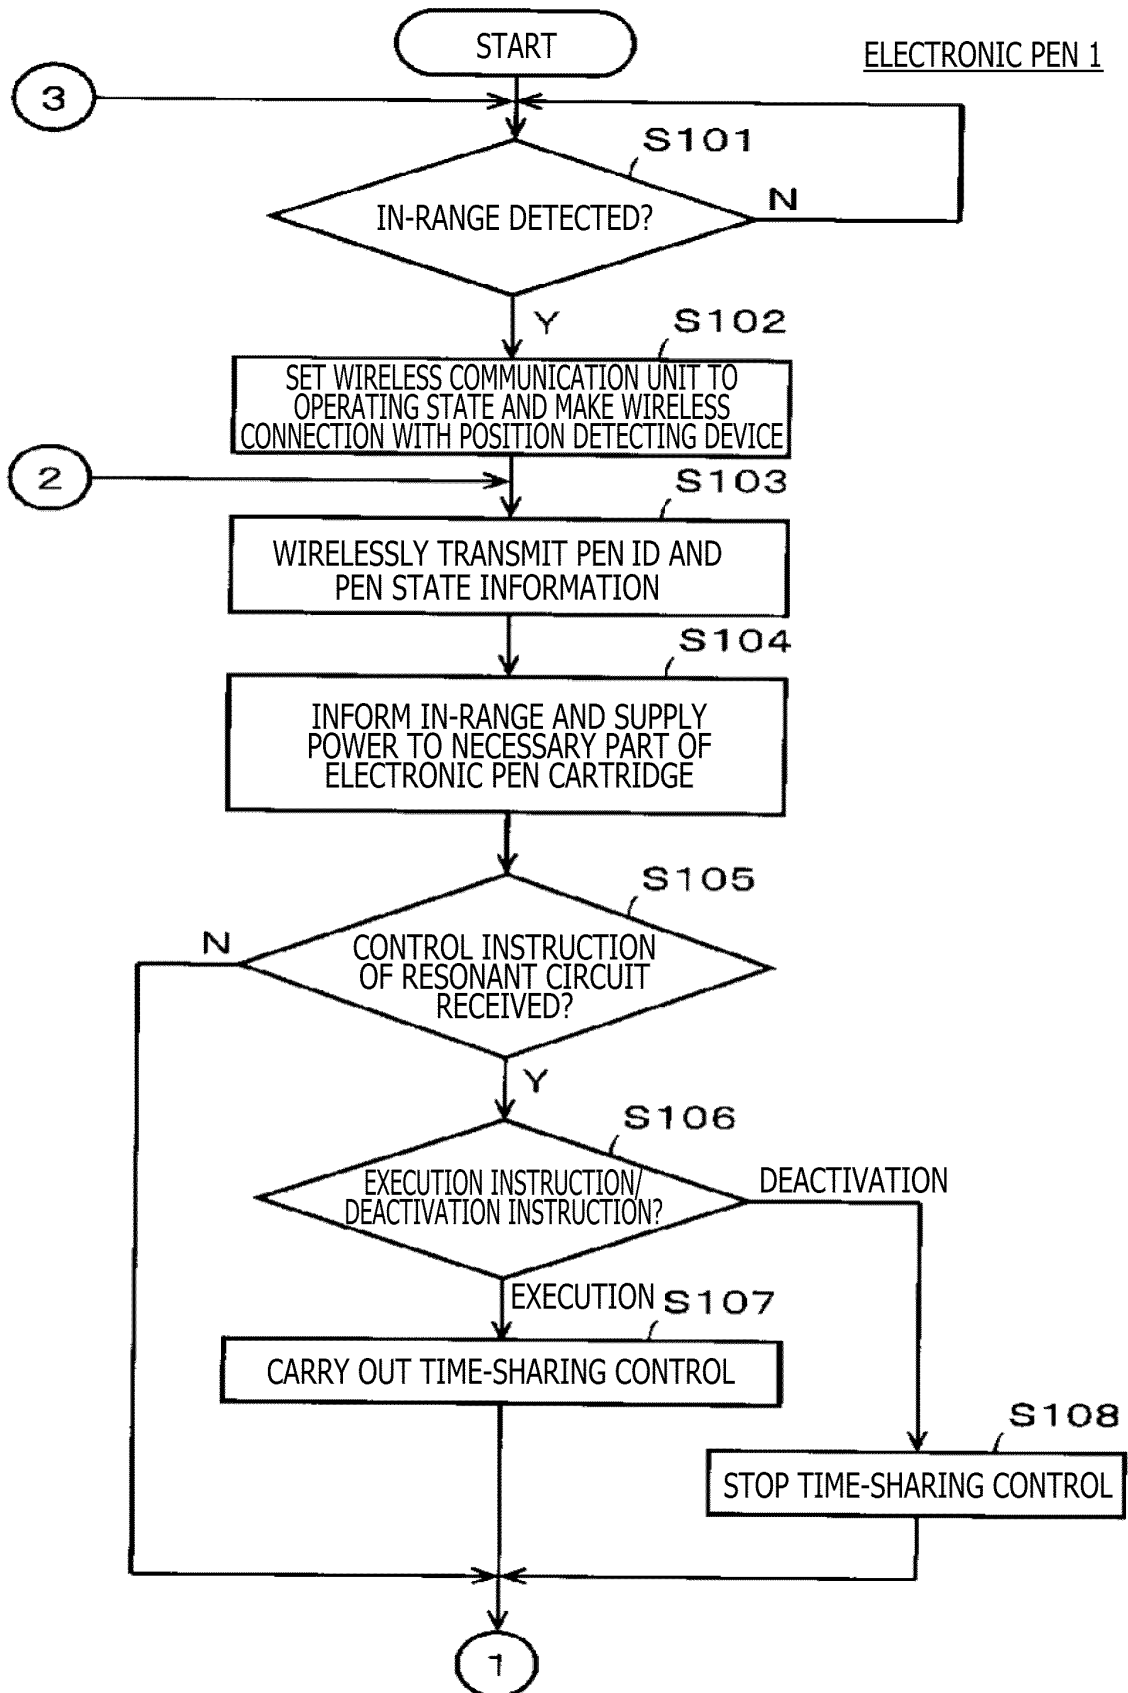 START
ELECTRONIC PEN 1
3
S101
IN-RANGE DETECTED?
N
Y
S102
SET WIRELESS COMMUNICATION UNIT TO
OPERATING STATE AND MAKE WIRELESS
CONNECTION WITH POSITION DETECTING DEVICE
2
S103
WIRELESSLY TRANSMIT PEN ID AND
PEN STATE INFORMATION
S104
INFORM IN-RANGE AND SUPPLY
POWER TO NECESSARY PART OF
ELECTRONIC PEN CARTRIDGE
S105
N
CONTROL INSTRUCTION
OF RESONANT CIRCUIT
RECEIVED?
Y
S106
EXECUTION INSTRUCTION/
DEACTIVATION INSTRUCTION?
DEACTIVATION
EXECUTION
S107
CARRY OUT TIME-SHARING CONTROL
S108
STOP TIME-SHARING CONTROL
1